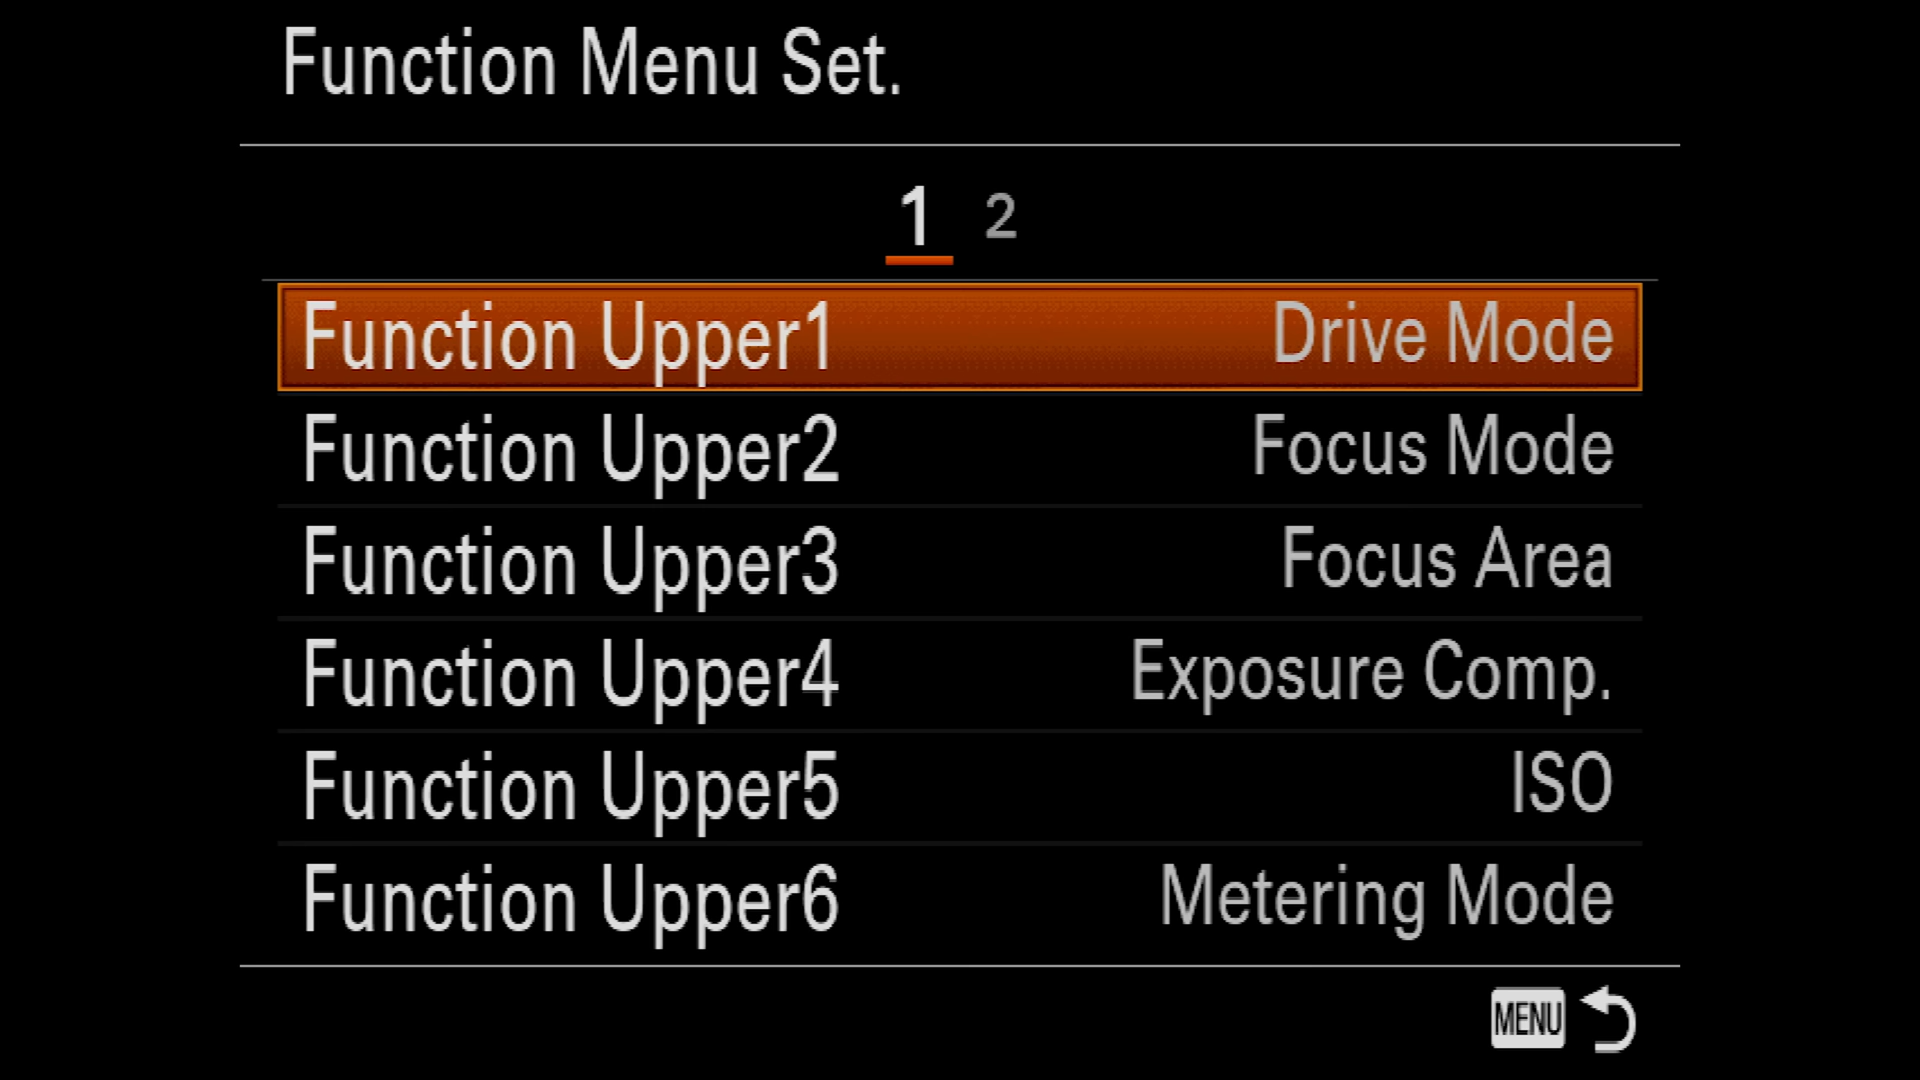 Function Menu Set.
1 2
Function Upper1 Drive Mode
Function Upper2 Focus Mode
Function Upper3 Focus Area
Function Upper4 Exposure Comp.
Function Upper5 ISO
Function Upper6 Metering Mode
MENU